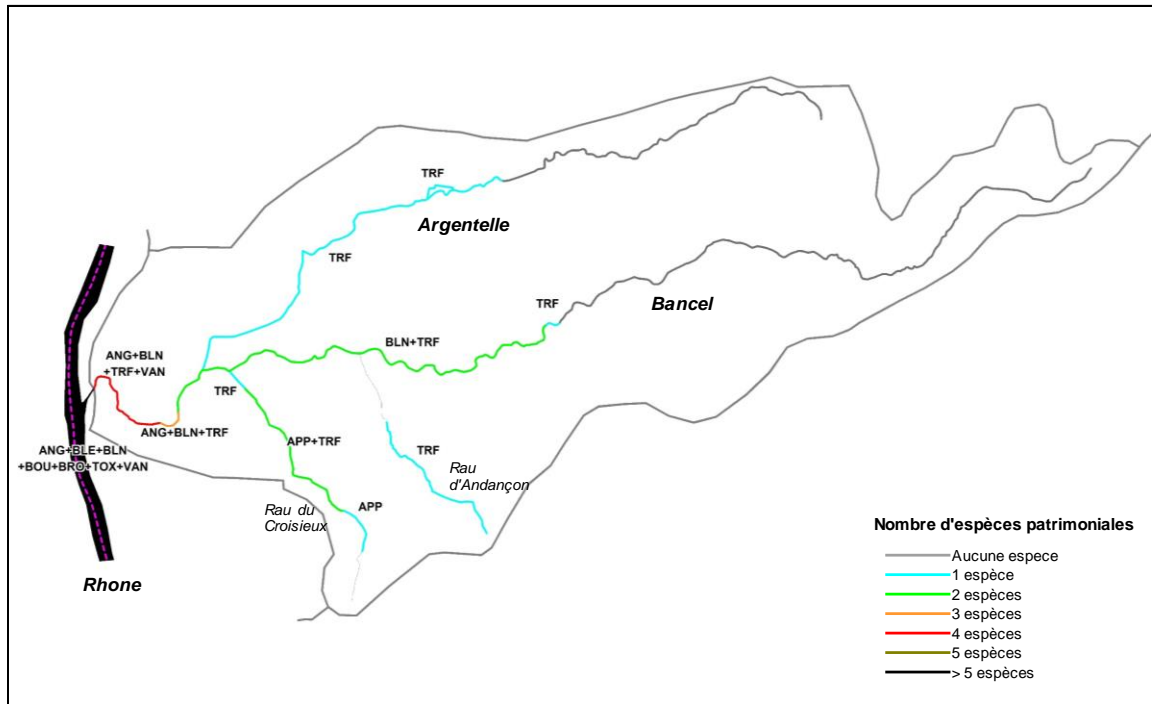 TRF
Argentelle
TRF
TRF
Bancel
BLN+TRF
ANG+BLN
+TRF+VAN
TRF
ANG+BLN+TRF
APP+TRF
ANG+BLE+BLN
+BOU+BRO+TOX+VAN
TRF
Rau
d'Andançon
APP
Rau du
Croisieux
Rhone
Nombre d'espèces patrimoniales
Aucune espece
1 espèce
2 espèces
3 espèces
4 espèces
5 espèces
> 5 espèces